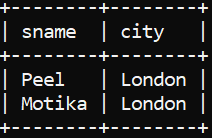 | sname | city |
| Peel | London |
| Motika | London |